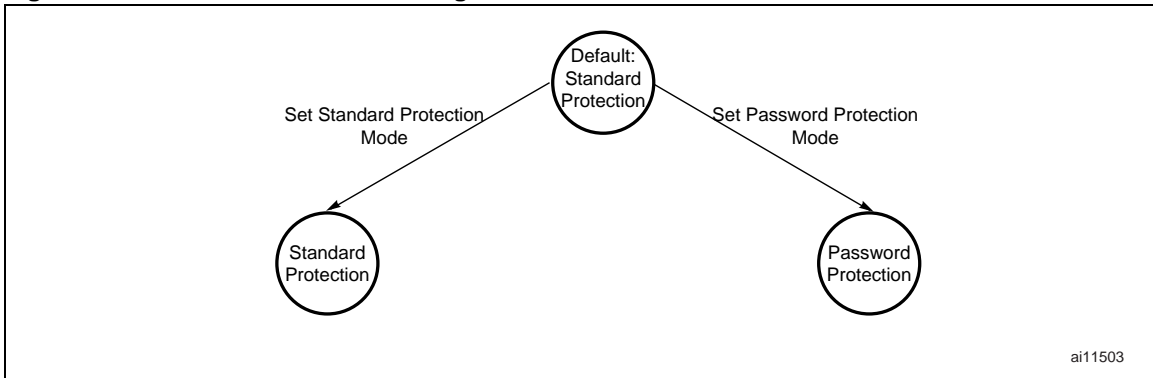 Default:
Standard
Protection
Set Standard Protection
Mode
Set Password Protection
Mode
Standard
Protection
Password
Protection
ai11503